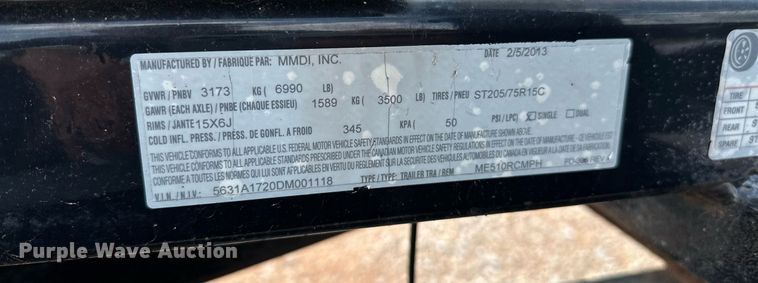 MANUFACTURED BY / FABRIQUE PAR: MMDI, INC. DATE 2/5/2013
GVWR / PNBV 3173 KG ( 6990 LB)
GAWR (EACH AXLE) / PNBE (CHAQUE ESSIEU) 1589 KG ( 3500 LB) TIRES / PNEU ST205/75R15C
RIMS / JANTE 15X6J
COLD INFL. PRESS. / PRESS. DE GONFL. A FROID 345 KPA ( 50 PSI / LPC) SINGLE DUAL
THIS VEHICLE CONFORMS TO ALL APPLICABLE U.S. FEDERAL MOTOR VEHICLE SAFETY STANDARDS IN EFFECT ON THE DATE OF MANUFACTURE SHOWN ABOVE.
V.I.N. / N.I.V: 5631A1720DM001118 TYPE / TYPE: TRAILER TRA / REM ME510RCMPH
TIRE
FRONT
REAR
SPARE
Purple Wave Auction